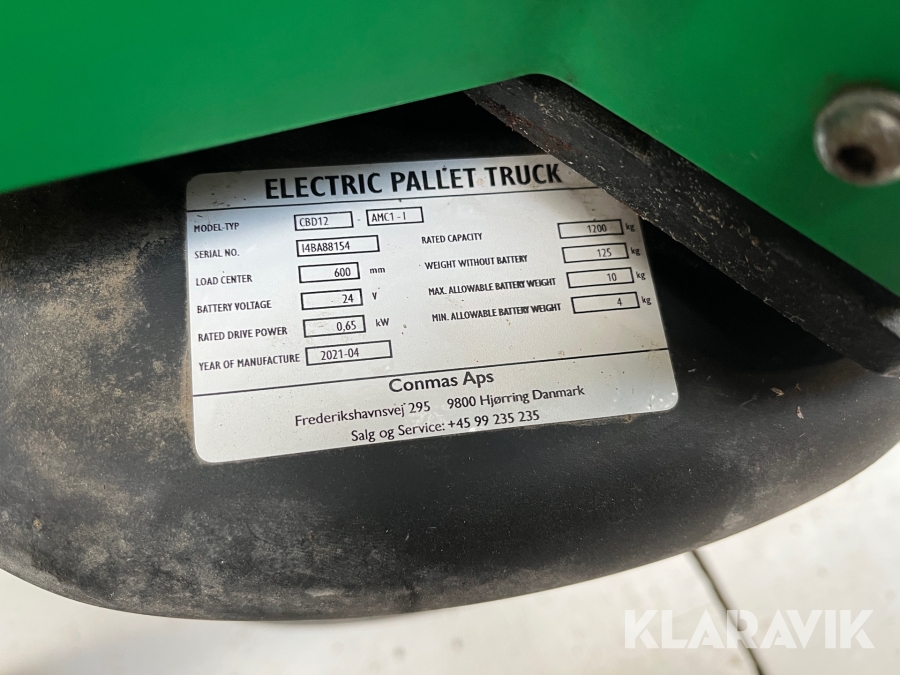 ELECTRIC PALLET TRUCK
MODEL-TYP CBD12 - AMC1-I
SERIAL NO. I4BA88154
LOAD CENTER 600 mm
BATTERY VOLTAGE 24 V
RATED DRIVE POWER 0,65 kW
YEAR OF MANUFACTURE 2021-04
RATED CAPACITY 1200 kg
WEIGHT WITHOUT BATTERY 125 kg
MAX. ALLOWABLE BATTERY WEIGHT 10 kg
MIN. ALLOWABLE BATTERY WEIGHT 4 kg
Conmas Aps
Frederikshavnsvej 295 9800 Hjørring Danmark
Salg og Service: +45 99 235 235
KLARAVIK